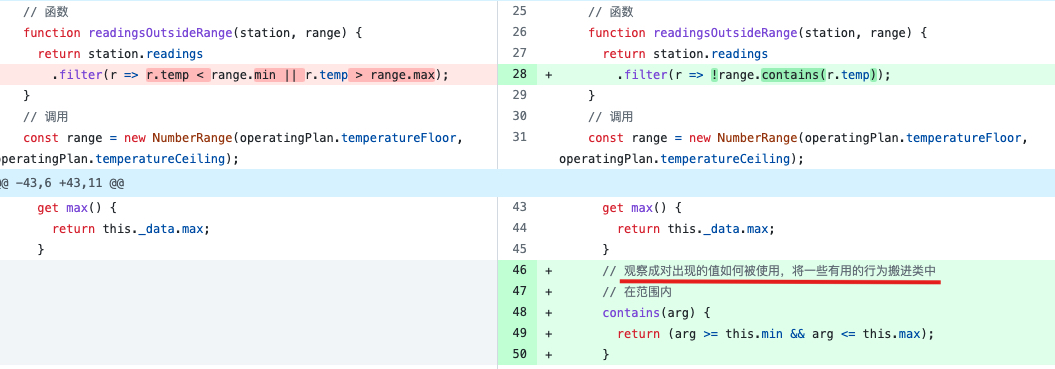 // 函数
function readingsOutsideRange(station, range) {
return station.readings
.filter(r => r.temp < range.min || r.temp > range.max);
}
// 调用
const range = new NumberRange(operatingPlan.temperatureFloor,
operatingPlan.temperatureCeiling);
25 // 函数
26 function readingsOutsideRange(station, range) {
27 return station.readings
28 + .filter(r => !range.contains(r.temp));
29 }
30 // 调用
31 const range = new NumberRange(operatingPlan.temperatureFloor,
operatingPlan.temperatureCeiling);
@@ -43,6 +43,11 @@
get max() {
return this._data.max;
}
43 get max() {
44 return this._data.max;
45 }
46 + // 观察成对出现的值如何被使用，将一些有用的行为搬进类中
47 + // 在范围内
48 + contains(arg) {
49 + return (arg >= this.min && arg <= this.max);
50 + }